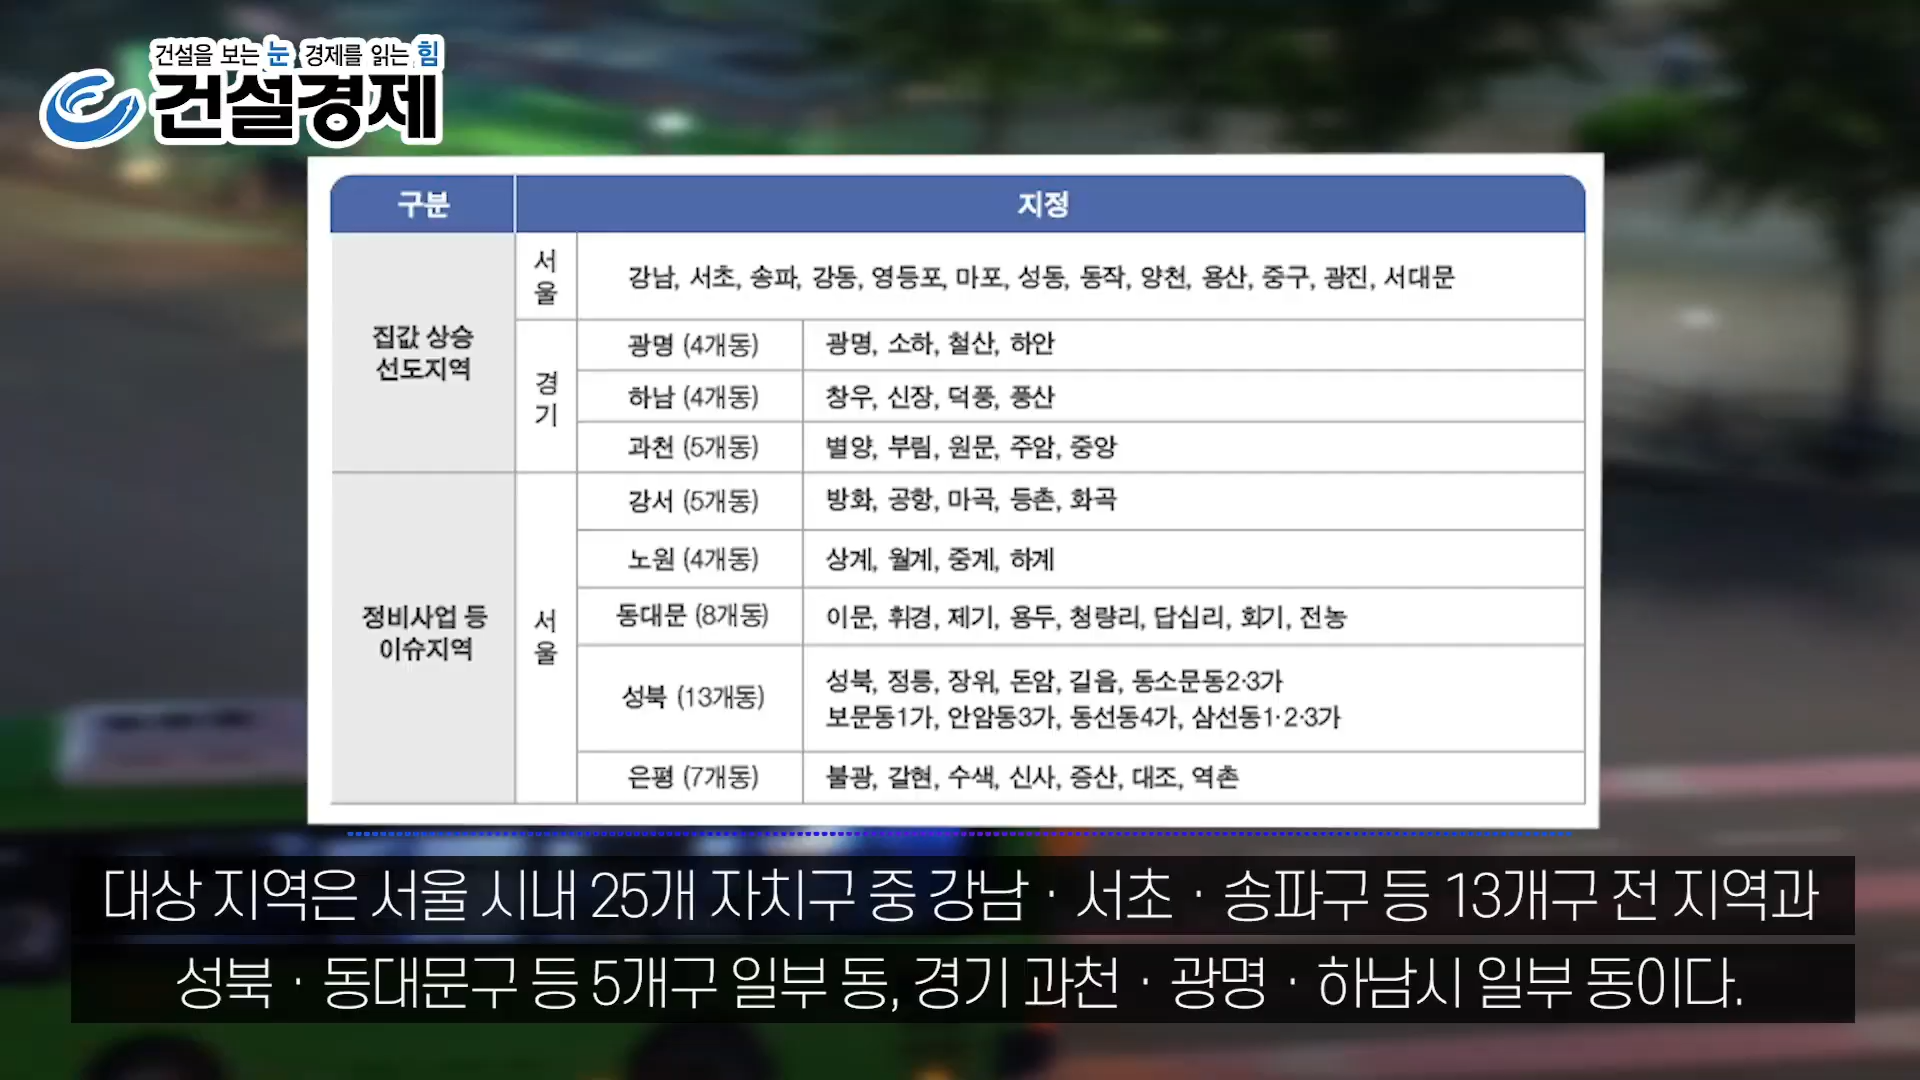 건설을 보는 눈 경제를 읽는 힘
건설경제
구분 지정
집값 상승
선도지역
서울
강남, 서초, 송파, 강동, 영등포, 마포, 성동, 동작, 양천, 용산, 중구, 광진, 서대문
경기
광명 (4개동) 광명, 소하, 철산, 하안
하남 (4개동) 창우, 신장, 덕풍, 풍산
과천 (5개동) 별양, 부림, 원문, 주암, 중앙
정비사업 등
이슈지역
서울
강서 (5개동) 방화, 공항, 마곡, 등촌, 화곡
노원 (4개동) 상계, 월계, 중계, 하계
동대문 (8개동) 이문, 휘경, 제기, 용두, 청량리, 답십리, 회기, 전농
성북 (13개동) 성북, 정릉, 장위, 돈암, 길음, 동소문동2·3가
보문동1가, 안암동3가, 동선동4가, 삼선동1·2·3가
은평 (7개동) 불광, 갈현, 수색, 신사, 증산, 대조, 역촌
대상 지역은 서울 시내 25개 자치구 중 강남·서초·송파구 등 13개구 전 지역과
성북·동대문구 등 5개구 일부 동, 경기 과천·광명·하남시 일부 동이다.